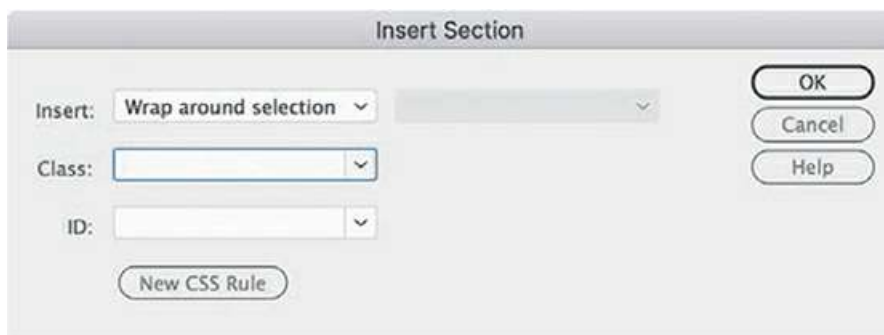 Insert Section
Insert: Wrap around selection
OK
Cancel
Class:
Help
ID:
New CSS Rule